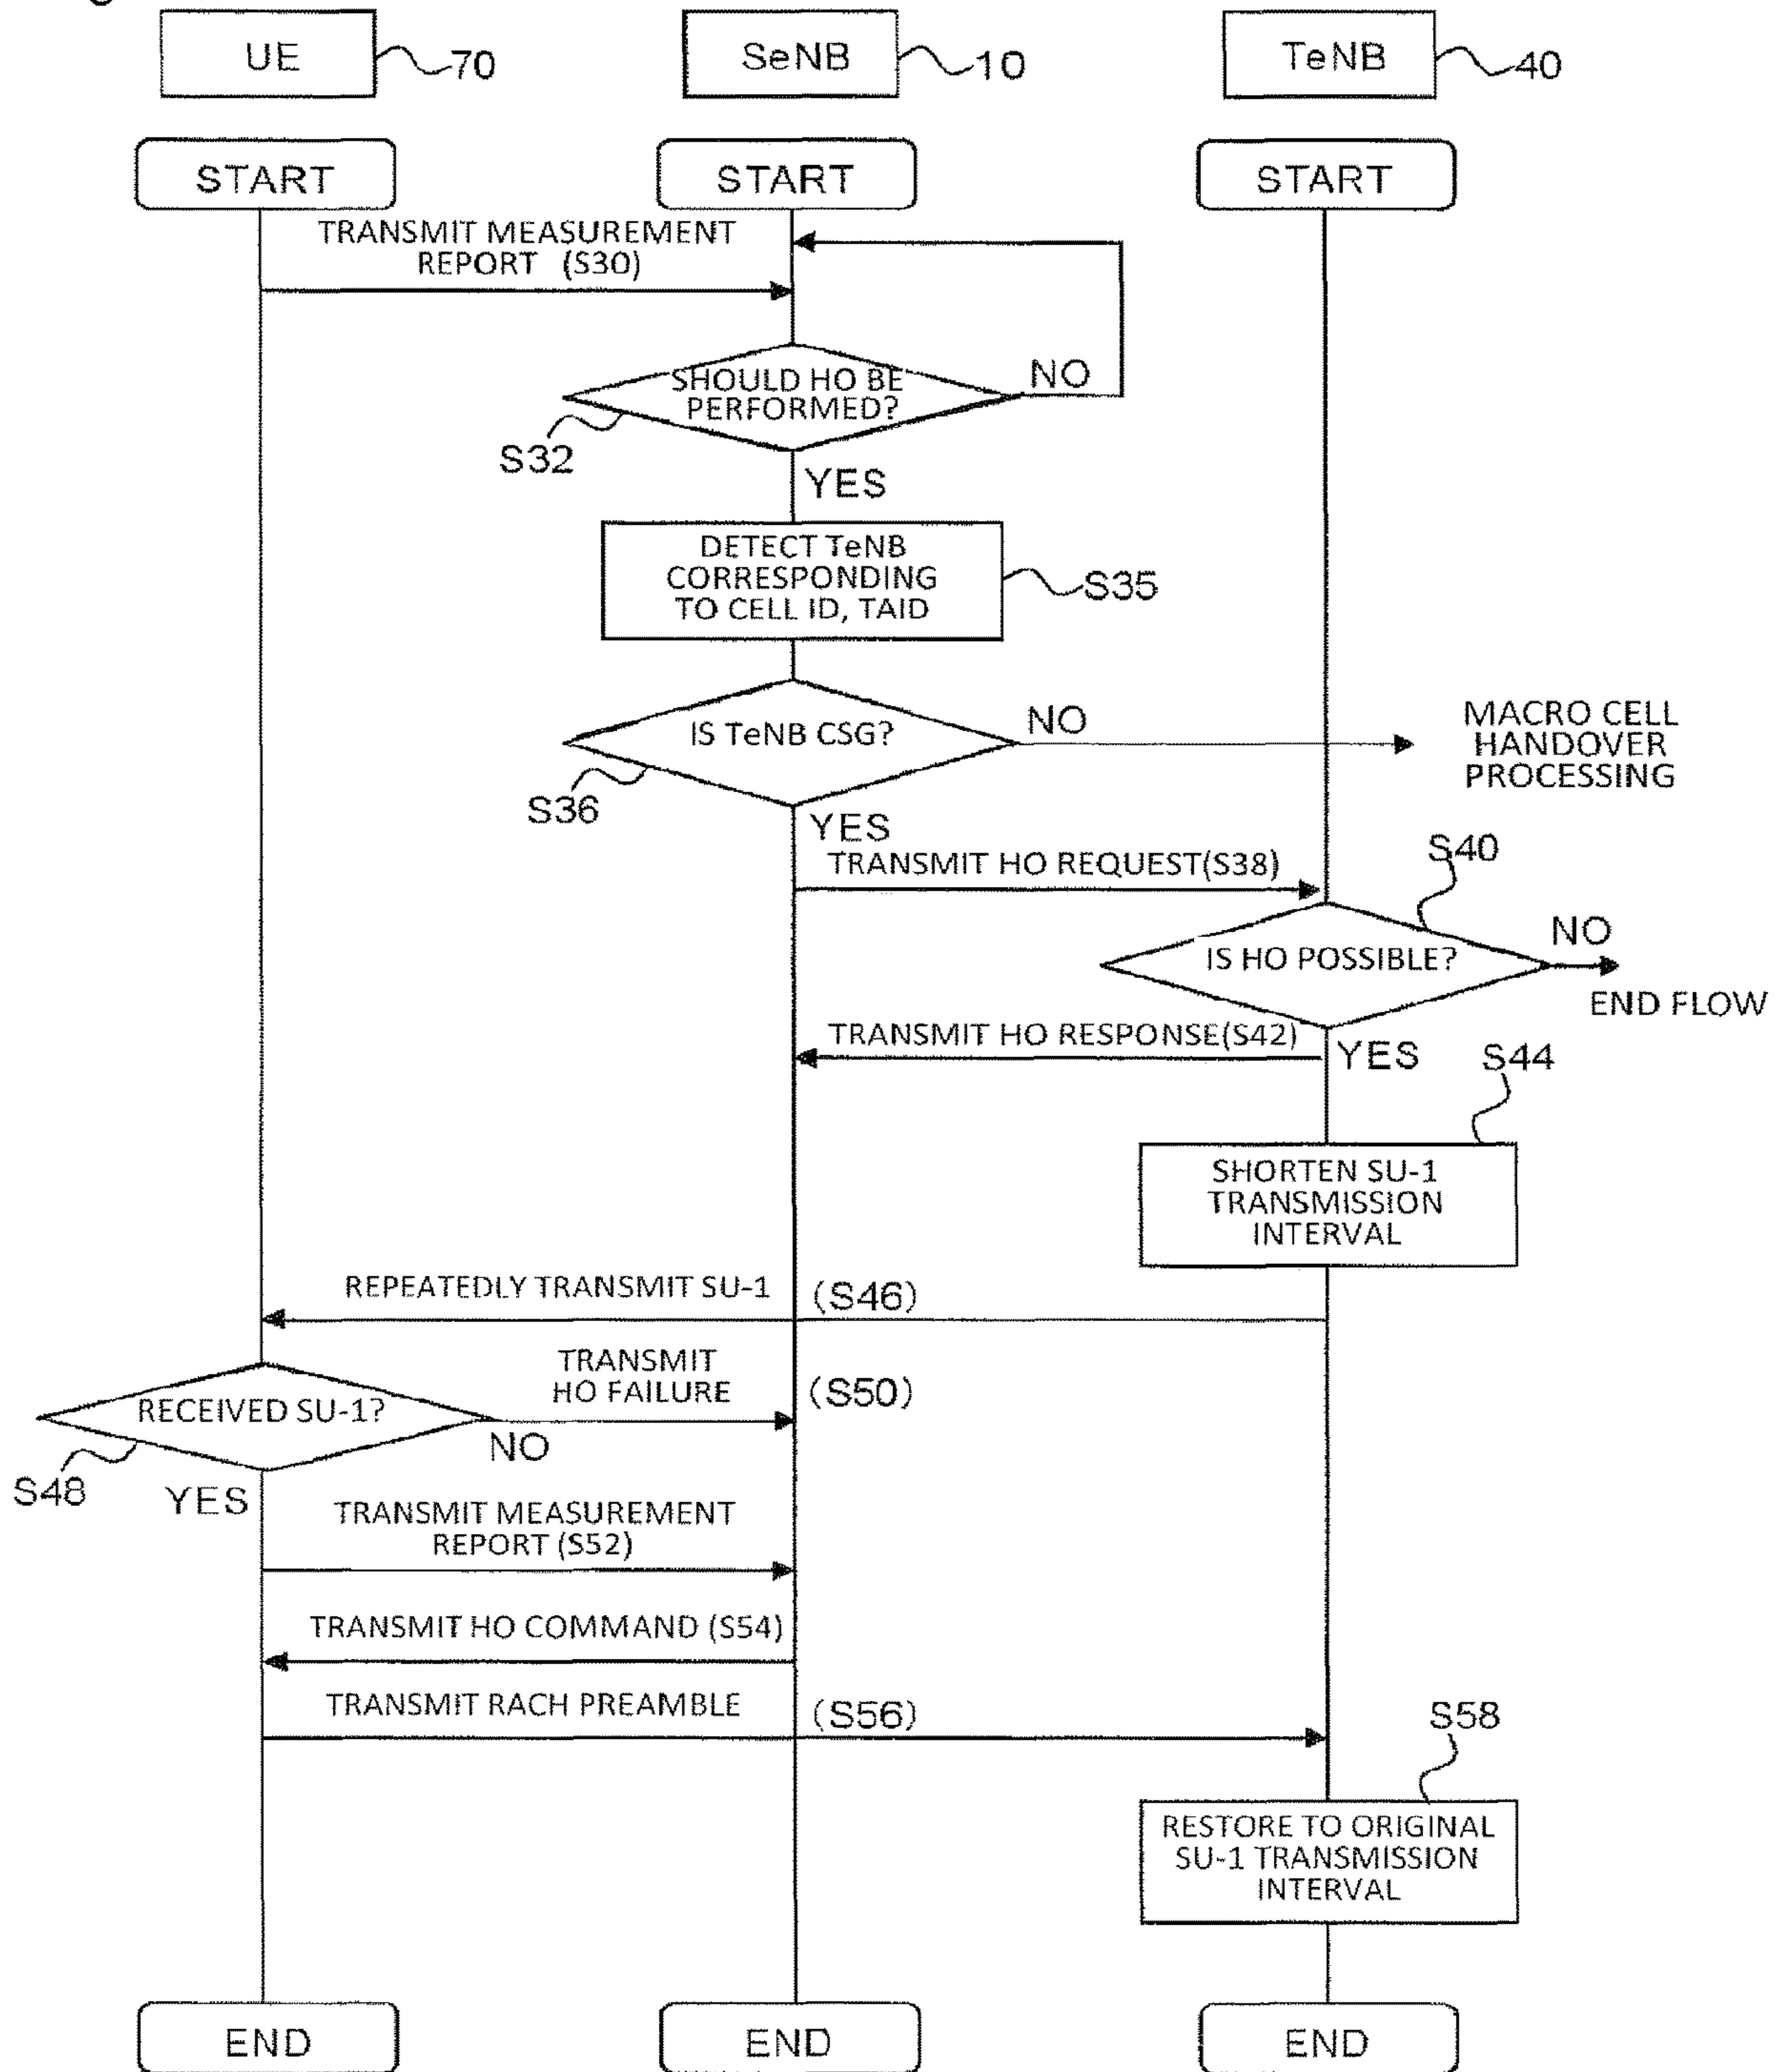 UE
70
SeNB
10
TeNB
40
START
START
START
TRANSMIT MEASUREMENT
REPORT (S30)
SHOULD HO BE
PERFORMED?
NO
S32
YES
DETECT TeNB
CORRESPONDING
TO CELL ID, TAID
S35
IS TeNB CSG?
NO
S36
MACRO CELL
HANDOVER
PROCESSING
YES
TRANSMIT HO REQUEST(S38)
S40
IS HO POSSIBLE?
NO
END FLOW
TRANSMIT HO RESPONSE(S42)
YES
S44
SHORTEN SU-1
TRANSMISSION
INTERVAL
REPEATEDLY TRANSMIT SU-1 (S46)
TRANSMIT
HO FAILURE (S50)
RECEIVED SU-1?
NO
S48
YES
TRANSMIT MEASUREMENT
REPORT (S52)
TRANSMIT HO COMMAND (S54)
TRANSMIT RACH PREAMBLE (S56)
S58
RESTORE TO ORIGINAL
SU-1 TRANSMISSION
INTERVAL
END
END
END